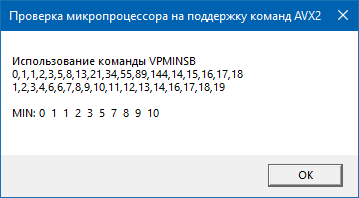 Проверка микропроцессора на поддержку команд AVX2
Использование команды VPMINSB
0,1,1,2,3,5,8,13,21,34,55,89,144,14,15,16,17,18
1,2,3,4,6,6,7,8,9,10,11,12,13,14,16,17,18,19
MIN: 0 1 1 2 3 5 7 8 9 10
OK